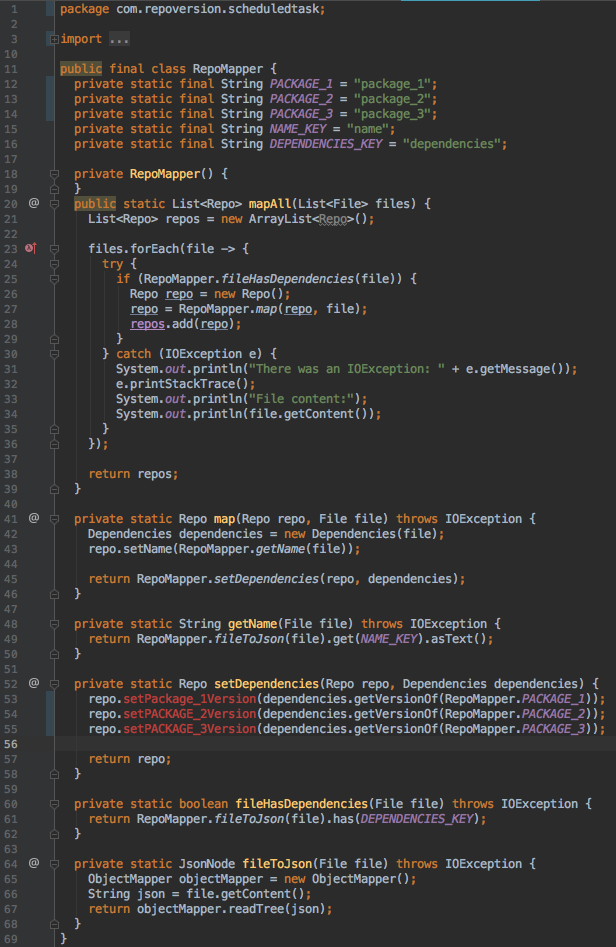 1 package com.repoversion.scheduledtask;
2
3 import ...
10
11 public final class RepoMapper {
12 private static final String PACKAGE_1 = "package_1";
13 private static final String PACKAGE_2 = "package_2";
14 private static final String PACKAGE_3 = "package_3";
15 private static final String NAME_KEY = "name";
16 private static final String DEPENDENCIES_KEY = "dependencies";
17
18 private RepoMapper() {
19 }
20 @ public static List<Repo> mapAll(List<File> files) {
21 List<Repo> repos = new ArrayList<Repo>();
22
23 files.forEach(file -> {
24 try {
25 if (RepoMapper.fileHasDependencies(file)) {
26 Repo repo = new Repo();
27 repo = RepoMapper.map(repo, file);
28 repos.add(repo);
29 }
30 } catch (IOException e) {
31 System.out.println("There was an IOException: " + e.getMessage());
32 e.printStackTrace();
33 System.out.println("File content:");
34 System.out.println(file.getContent());
35 }
36 });
37
38 return repos;
39 }
40
41 @ private static Repo map(Repo repo, File file) throws IOException {
42 Dependencies dependencies = new Dependencies(file);
43 repo.setName(RepoMapper.getName(file));
44
45 return RepoMapper.setDependencies(repo, dependencies);
46 }
47
48 private static String getName(File file) throws IOException {
49 return RepoMapper.fileToJson(file).get(NAME_KEY).asText();
50 }
51
52 @ private static Repo setDependencies(Repo repo, Dependencies dependencies) {
53 repo.setPackage_1Version(dependencies.getVersionOf(RepoMapper.PACKAGE_1));
54 repo.setPACKAGE_2Version(dependencies.getVersionOf(RepoMapper.PACKAGE_2));
55 repo.setPACKAGE_3Version(dependencies.getVersionOf(RepoMapper.PACKAGE_3));
56
57 return repo;
58 }
59
60 private static boolean fileHasDependencies(File file) throws IOException {
61 return RepoMapper.fileToJson(file).has(DEPENDENCIES_KEY);
62 }
63
64 @ private static JsonNode fileToJson(File file) throws IOException {
65 ObjectMapper objectMapper = new ObjectMapper();
66 String json = file.getContent();
67 return objectMapper.readTree(json);
68 }
69 }